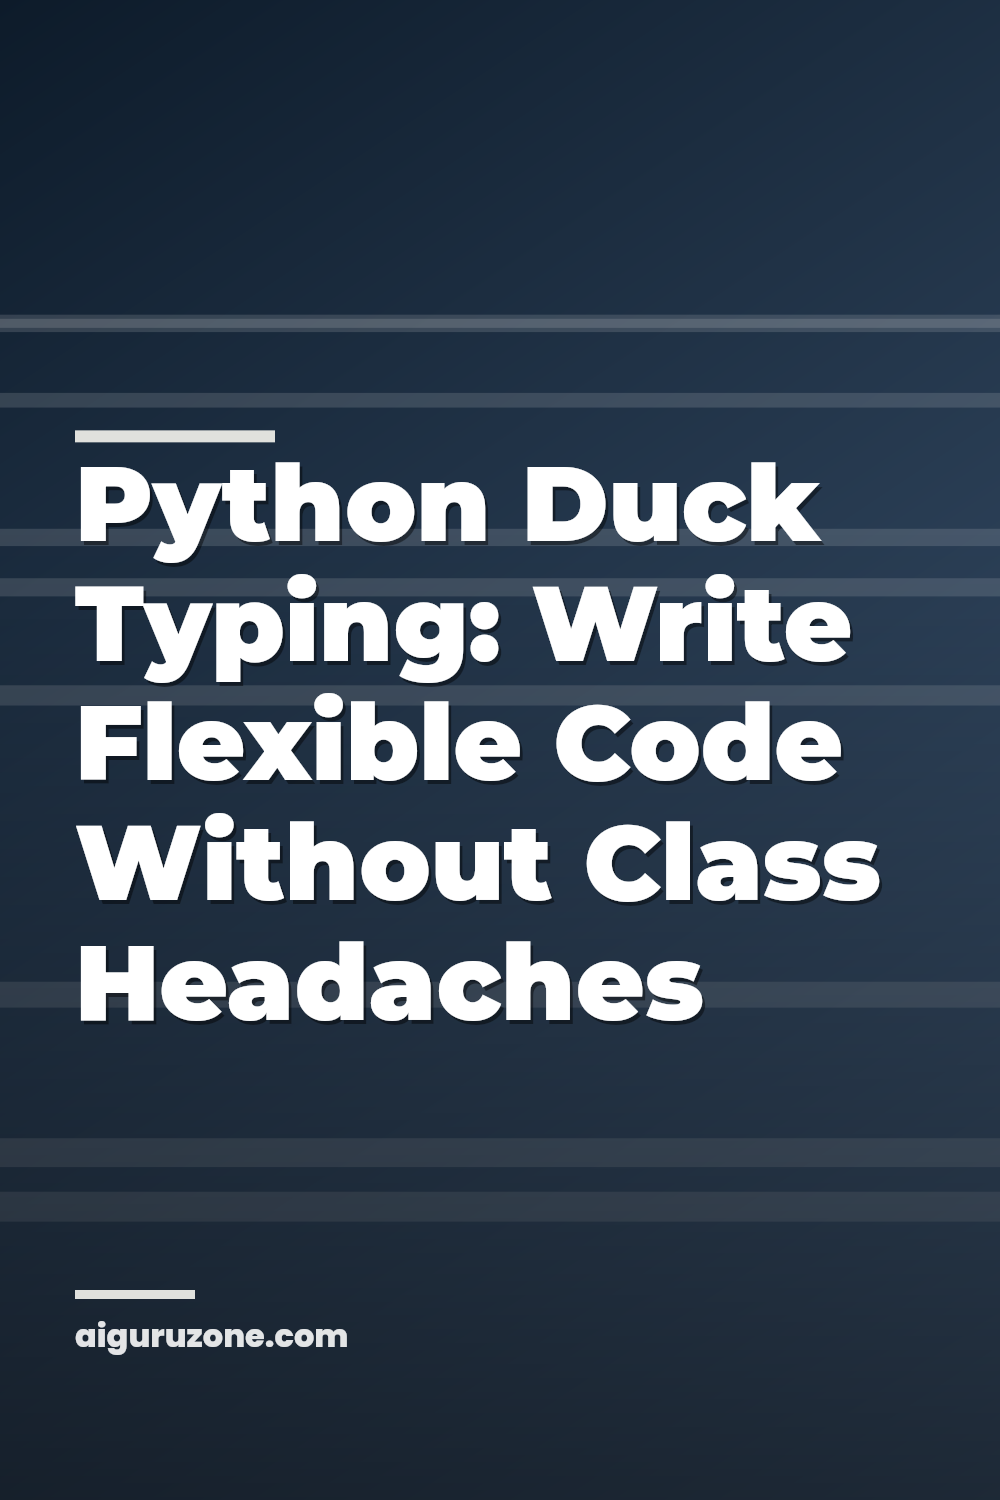 Python Duck
Typing: Write
Flexible Code
Without Class
Headaches
aiguruzone.com